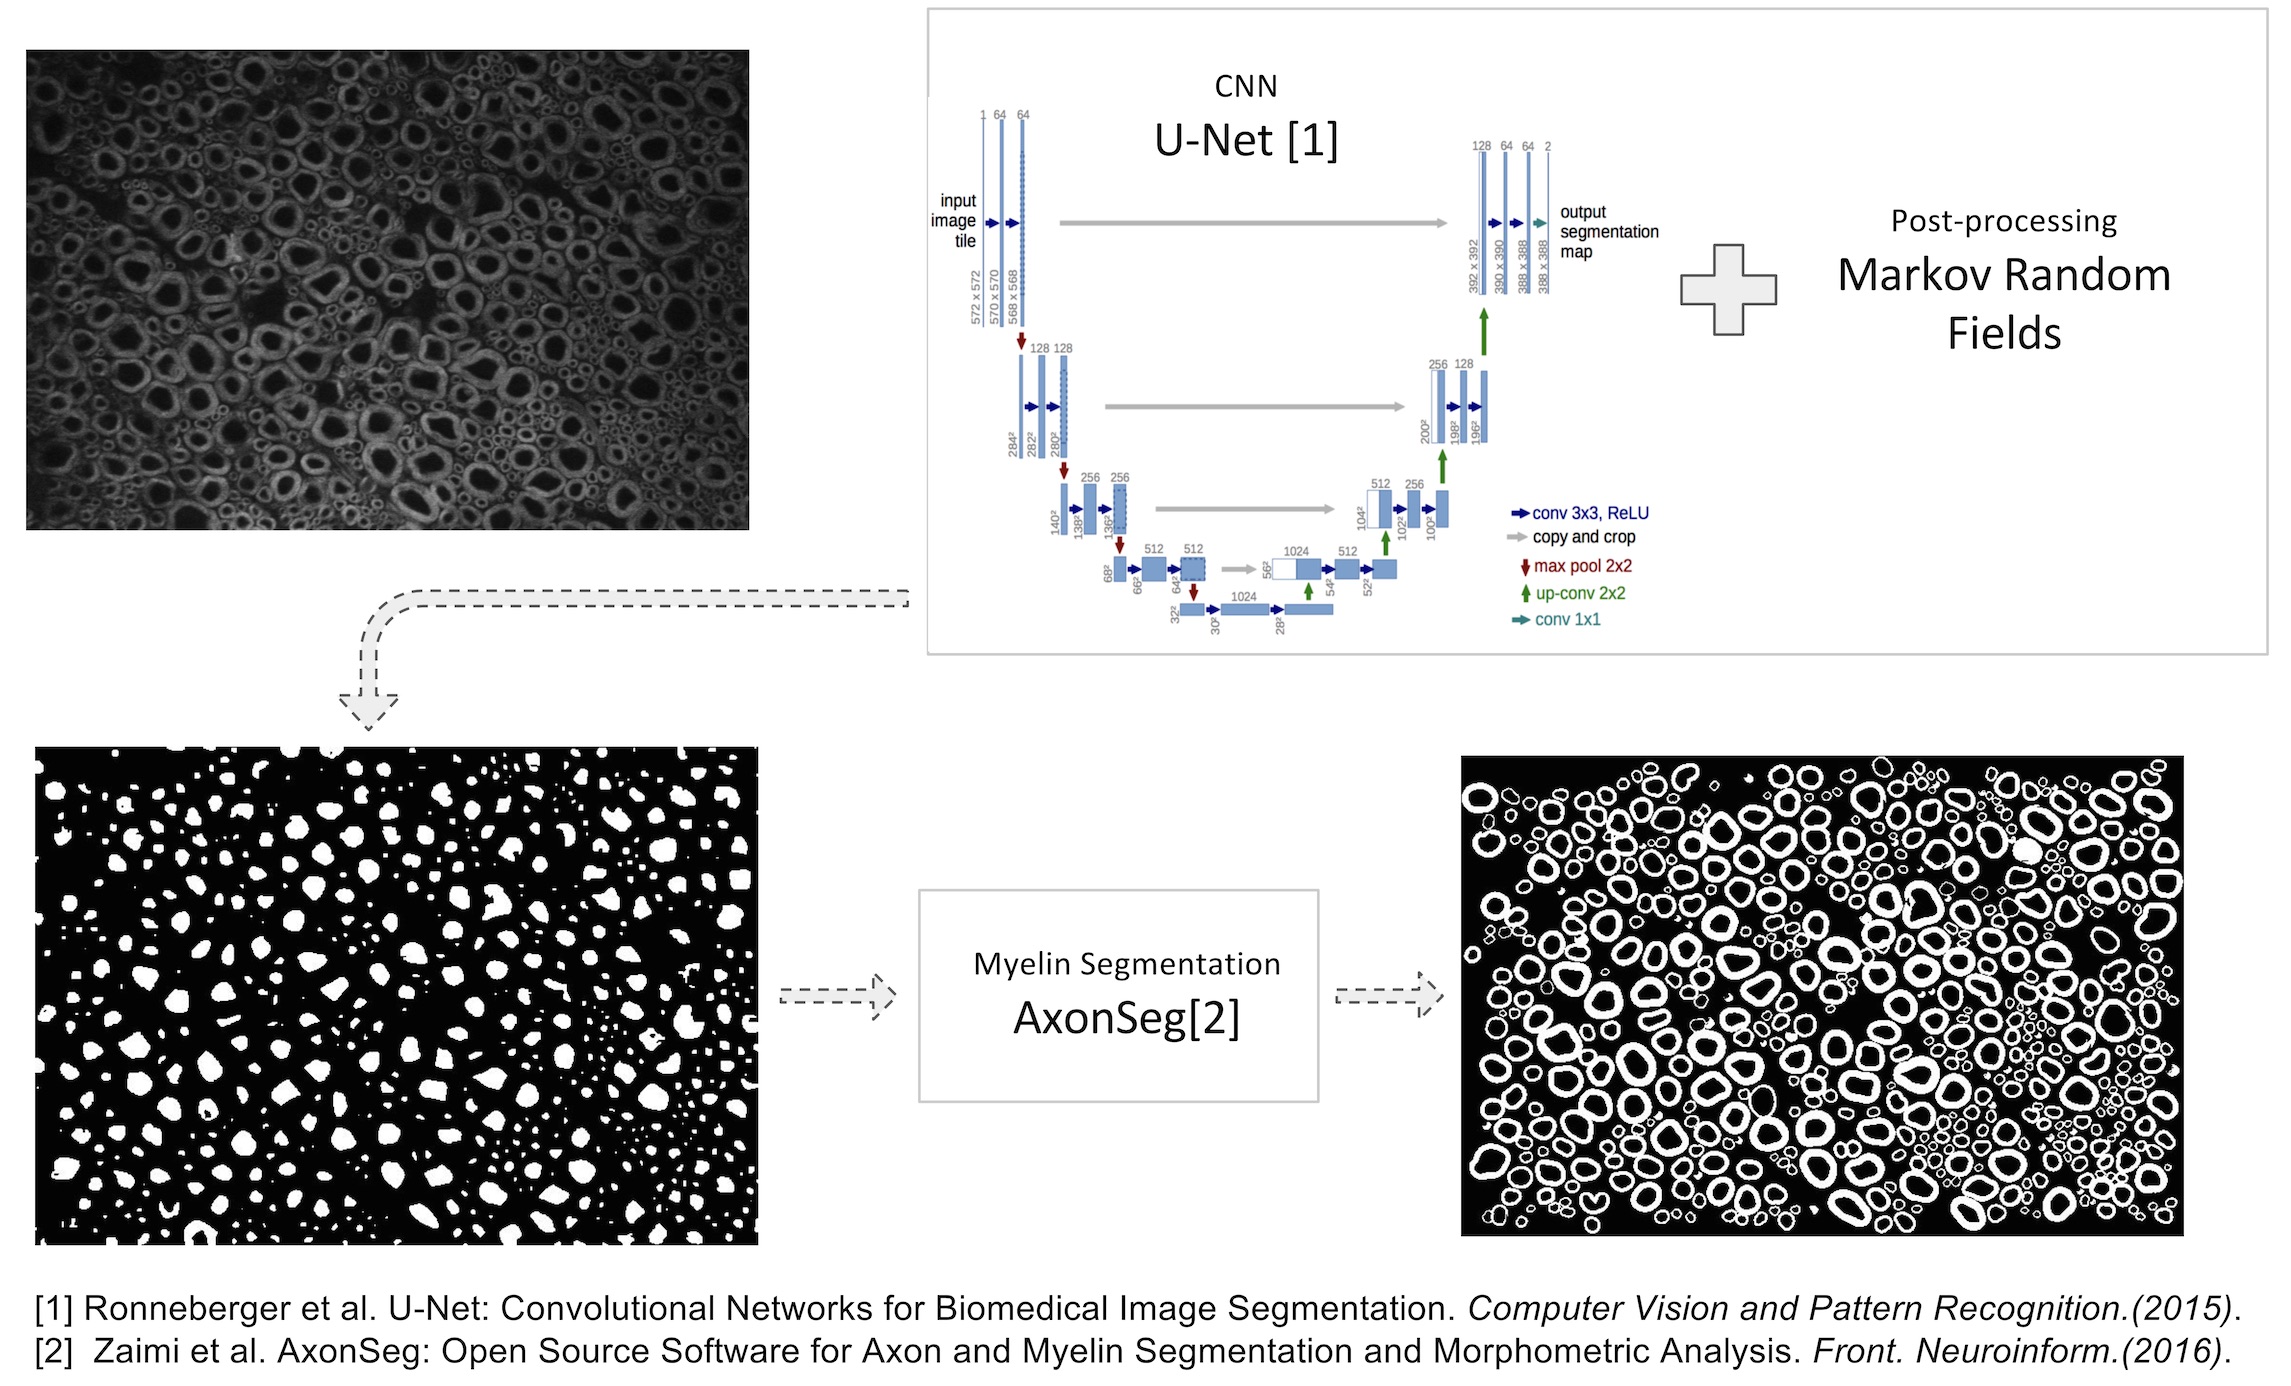 CNN
U-Net [1]
1 64 64
128 64 64 2
input
image
tile
output
segmentation
map
572 x 572
570 x 570
568 x 568
392 x 392
390 x 390
388 x 388
388 x 388
Post-processing
Markov Random
Fields
128 128
256 128
284²
282²
280²
200²
198²
196²
256 256
512 256
140²
138²
136²
104²
102²
100²
conv 3x3, ReLU
copy and crop
max pool 2x2
up-conv 2x2
conv 1x1
512 512
1024 512
68²
66²
64²
56²
54²
52²
1024
32²
30²
28²
Myelin Segmentation
AxonSeg[2]
[1] Ronneberger et al. U-Net: Convolutional Networks for Biomedical Image Segmentation. Computer Vision and Pattern Recognition.(2015).
[2] Zaimi et al. AxonSeg: Open Source Software for Axon and Myelin Segmentation and Morphometric Analysis. Front. Neuroinform.(2016).